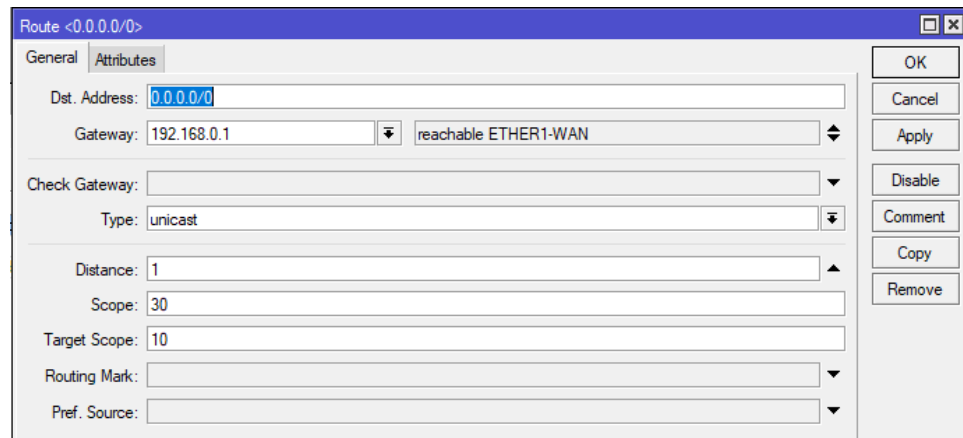 Route <0.0.0.0/0>
General Attributes
OK
Dst. Address: 0.0.0.0/0
Cancel
Gateway: 192.168.0.1 reachable ETHER1-WAN
Apply
Check Gateway:
Disable
Type: unicast
Comment
Copy
Distance: 1
Remove
Scope: 30
Target Scope: 10
Routing Mark:
Pref. Source: